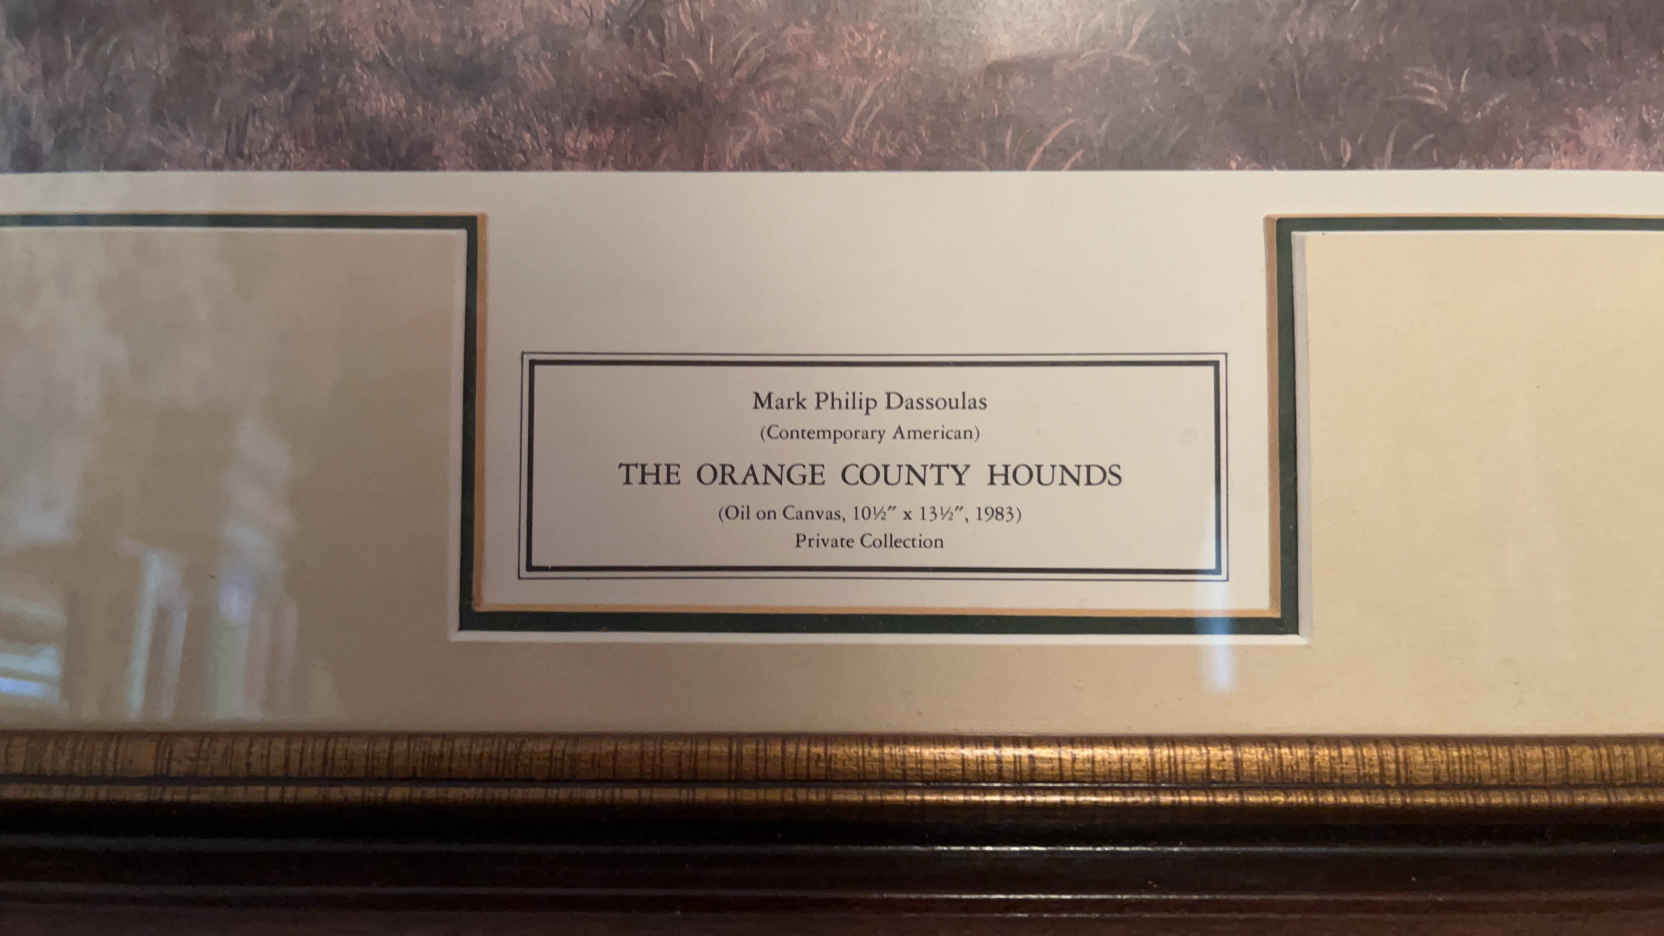 Mark Philip Dassoulas
(Contemporary American)
THE ORANGE COUNTY HOUNDS
(Oil on Canvas, 10½″ x 13½″, 1983)
Private Collection